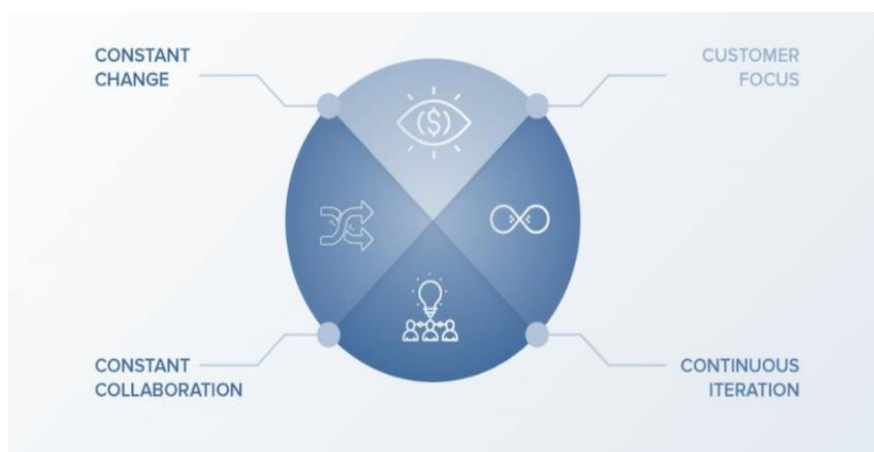 CONSTANT
CHANGE
CUSTOMER
FOCUS
($)
CONSTANT
COLLABORATION
CONTINUOUS
ITERATION